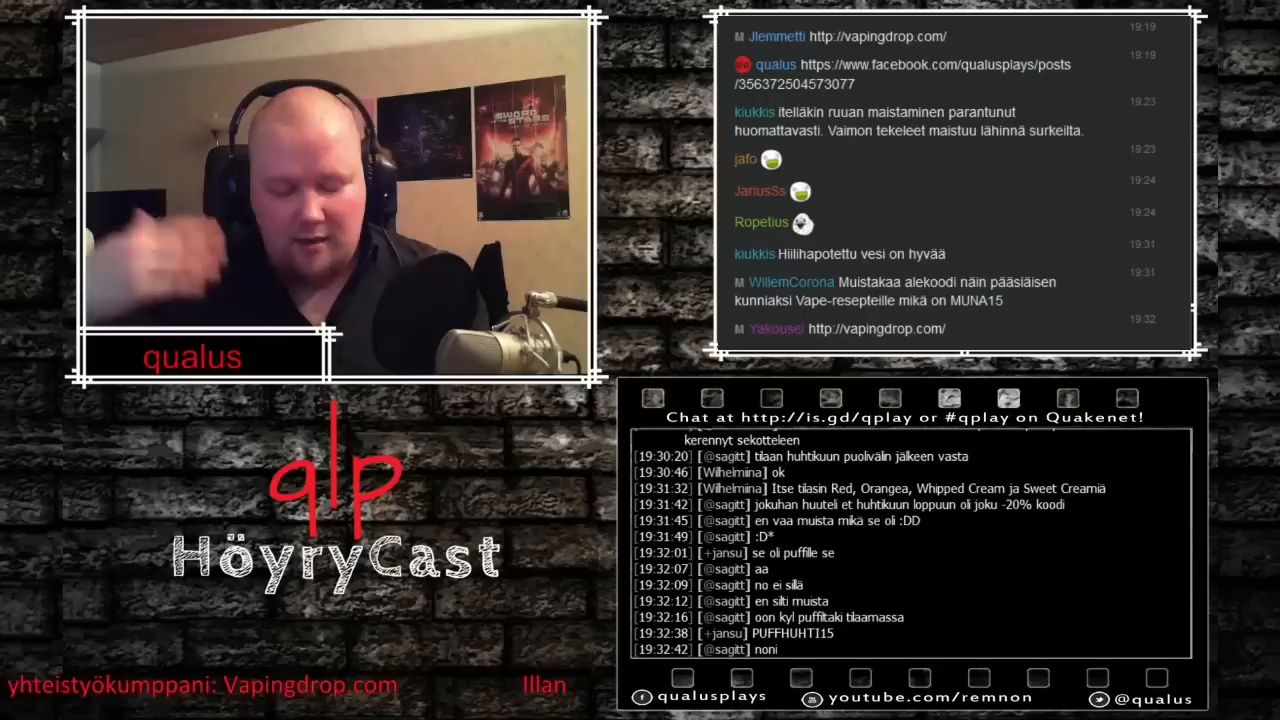 SWORD
STARS
qualus
qlp
HöyryCast
yhteistyökumppani: Vapingdrop.com
Illan
19:19
M Jlemmetti http://vapingdrop.com/
19:19
qlp qualus https://www.facebook.com/qualusplays/posts
/356372504573077
19:23
kiukkis itelläkin ruuan maistaminen parantunut
huomattavasti. Vaimon tekeleet maistuu lähinnä surkeilta.
19:23
jafo
19:24
JariusSs
19:24
Ropetius
19:31
kiukkis Hiilihapotettu vesi on hyvää
19:31
M WillemCorona Muistakaa alekoodi näin pääsiäisen
kunniaksi Vape-resepteille mikä on MUNA15
19:32
M Yakousei http://vapingdrop.com/
Chat at http://is.gd/qplay or #qplay on Quakenet!
kerennyt sekotteleen
[19:30:20] [@sagitt] tilaan huhtikuun puolivälin jälkeen vasta
[19:30:46] [Wilhelmina] ok
[19:31:32] [Wilhelmina] Itse tilasin Red, Orangea, Whipped Cream ja Sweet Creamiä
[19:31:42] [@sagitt] jokuhan huuteli et huhtikuun loppuun oli joku -20% koodi
[19:31:45] [@sagitt] en vaa muista mikä se oli :DD
[19:31:49] [@sagitt] :D*
[19:32:01] [+jansu] se oli puffille se
[19:32:07] [@sagitt] aa
[19:32:09] [@sagitt] no ei sillä
[19:32:12] [@sagitt] en silti muista
[19:32:16] [@sagitt] oon kyl puffiltaki tilaamassa
[19:32:38] [+jansu] PUFFHUHTI15
[19:32:42] [@sagitt] noni
qualusplays
youtube.com/remnon
@qualus